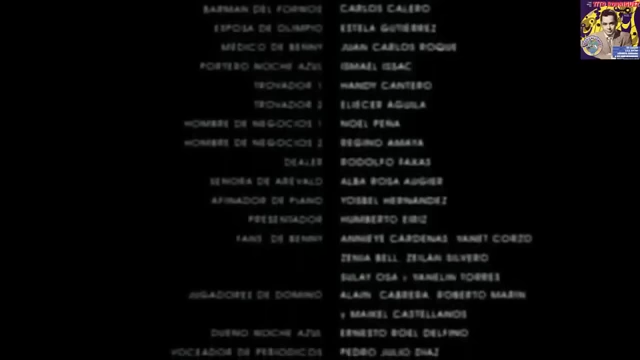 BARMAN DEL FORNOS CARLOS CALERO
ESPOSA DE OLIMPIO ESTELA GUTIERREZ
MEDICO DE BENNY JUAN CARLOS ROQUE
PORTERO NOCHE AZUL ISMAEL ISSAC
TROVADOR 1 HANDY CANTERO
TROVADOR 2 ELIECER AGUILA
HOMBRE DE NEGOCIOS 1 NOEL PEÑA
HOMBRE DE NEGOCIOS 2 REGINO AMAYA
DEALER RODOLFO FAXAS
SENORA DE AREVALO ALBA ROSA AUGIER
AFINADOR DE PIANO YOSBEL HERNANDEZ
PRESENTADOR HUMBERTO EIRIZ
FANS DE BENNY ANNIEYE CARDENAS YANET CORZO
ZENIA BELL ZEILAN SILVERO
SULAY OSA y YANELIN TORRES
JUGADORES DE DOMINO ALAIN CABRERA ROBERTO MARIN
y MAIKEL CASTELLANOS
DUENO NOCHE AZUL ERNESTO ROEL DELFINO
VOCEADOR DE PERIODICOS PEDRO JULIO DIAZ